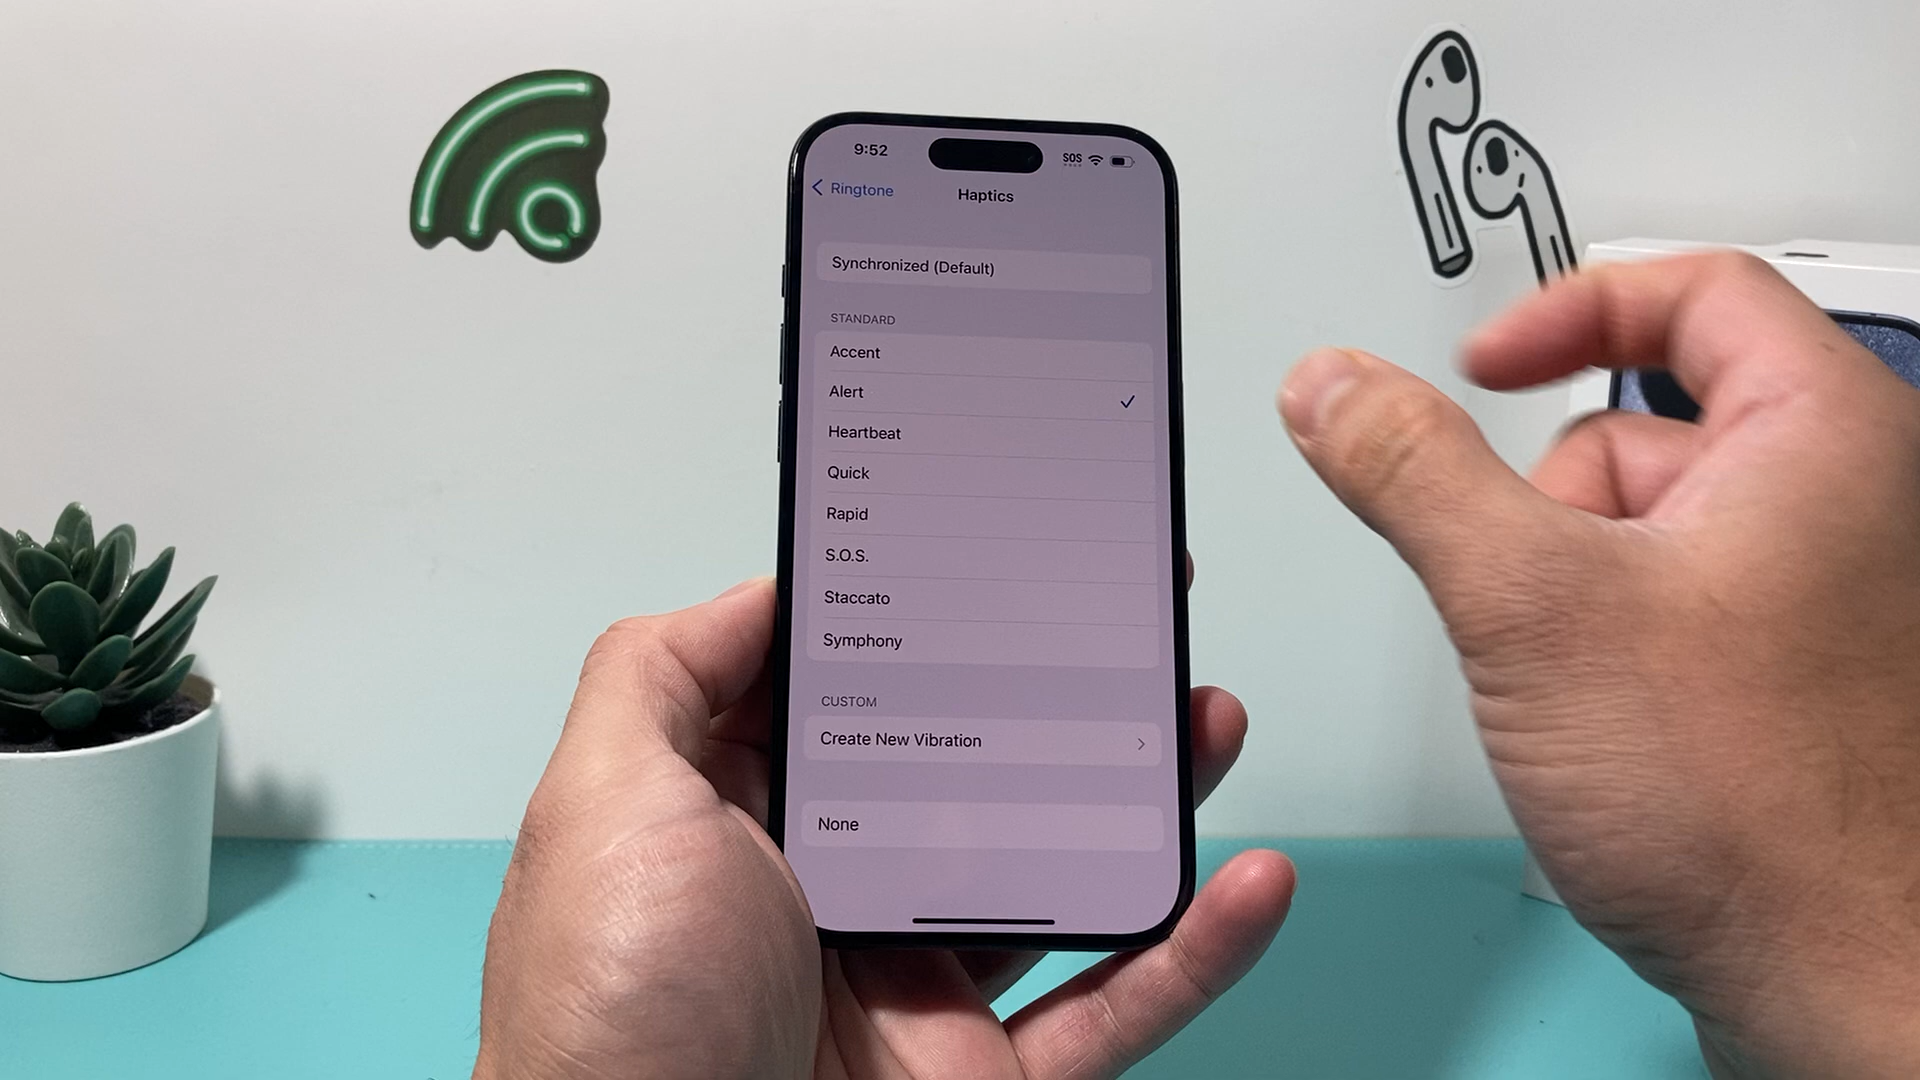 9:52
SOS
Ringtone
Haptics
Synchronized (Default)
STANDARD
Accent
Alert
Heartbeat
Quick
Rapid
S.O.S.
Staccato
Symphony
CUSTOM
Create New Vibration
None